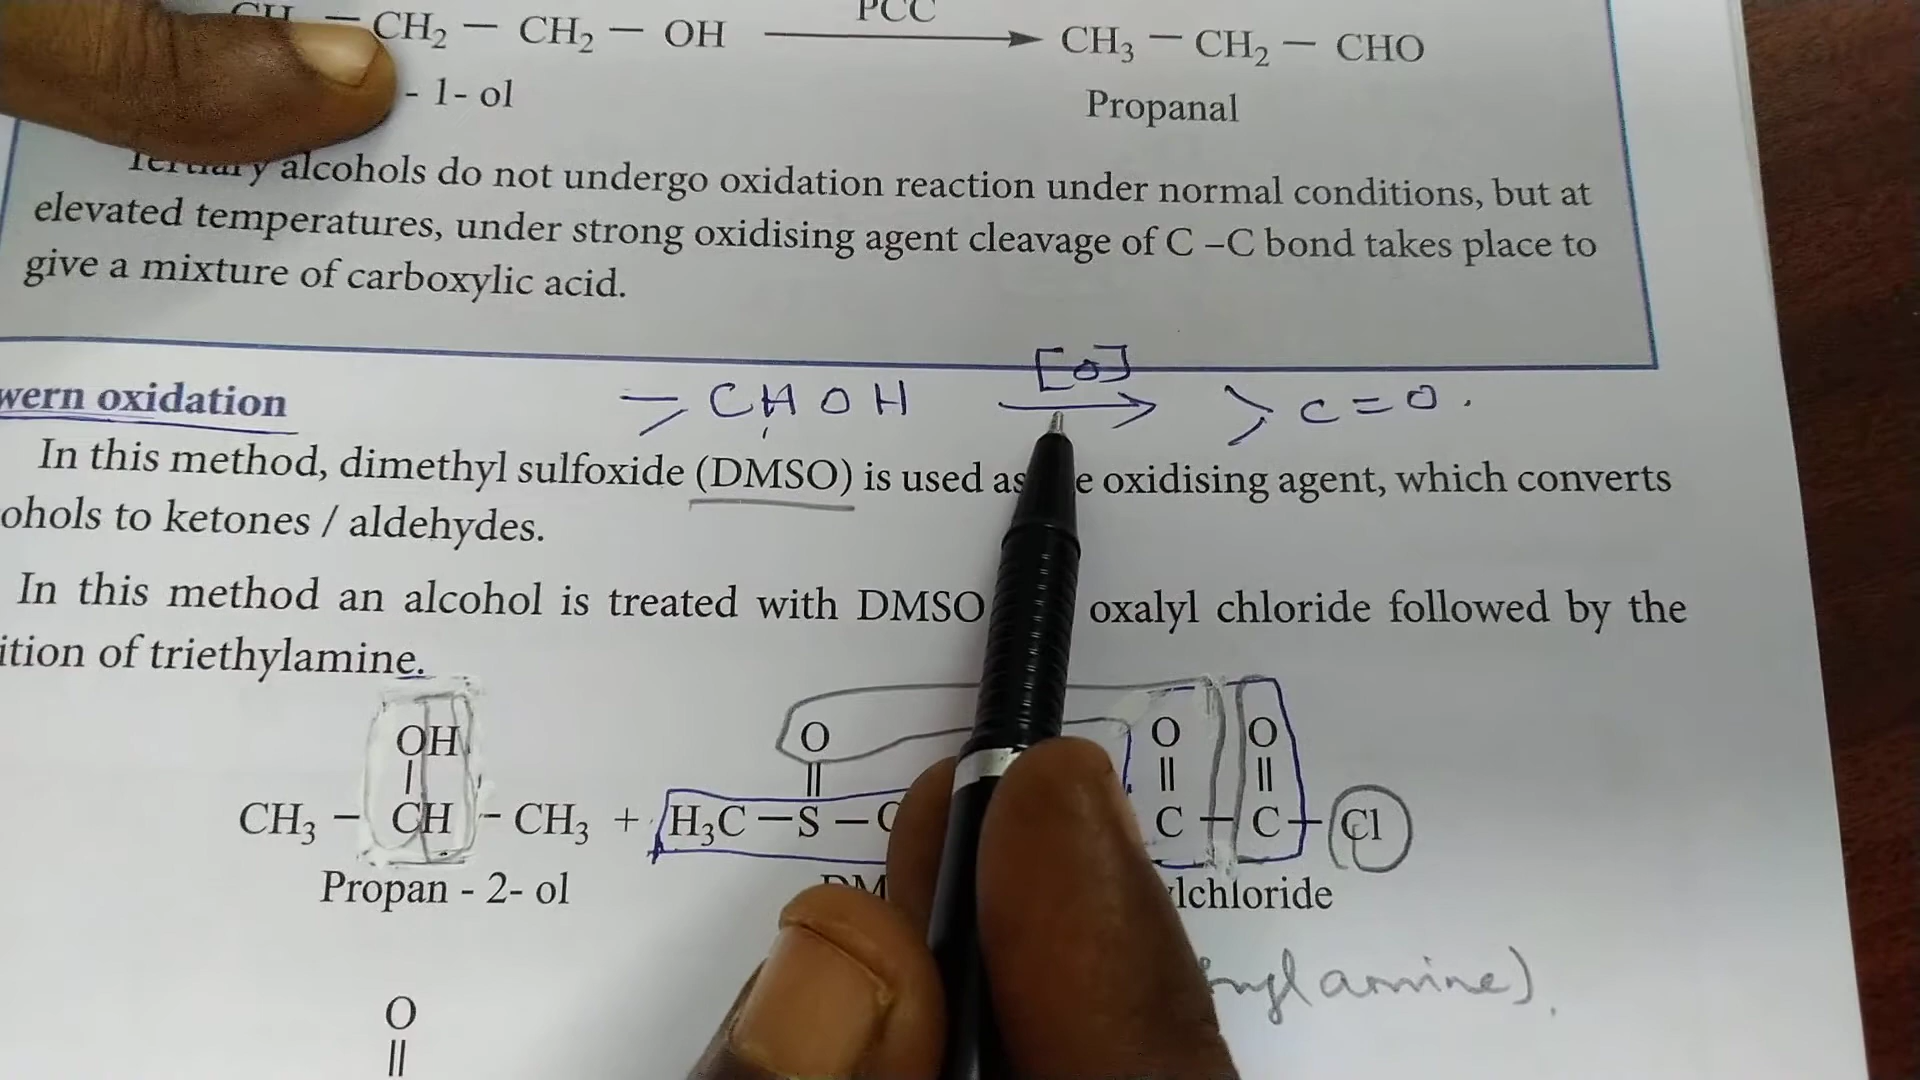 CH₂ — CH₂ — OH PCC CH₃ — CH₂ — CHO
- 1- ol Propanal
alcohols do not undergo oxidation reaction under normal conditions, but at
elevated temperatures, under strong oxidising agent cleavage of C –C bond takes place to
give a mixture of carboxylic acid.
[O]
wern oxidation > CHOH > C=O.
In this method, dimethyl sulfoxide (DMSO) is used as oxidising agent, which converts
ohols to ketones / aldehydes.
In this method an alcohol is treated with DMSO oxalyl chloride followed by the
ition of triethylamine.
OH O O O
| || || ||
CH₃ — CH — CH₃ + H₃C — S — C C — C — Cl
Propan - 2- ol DM lchloride
amine).
O
||